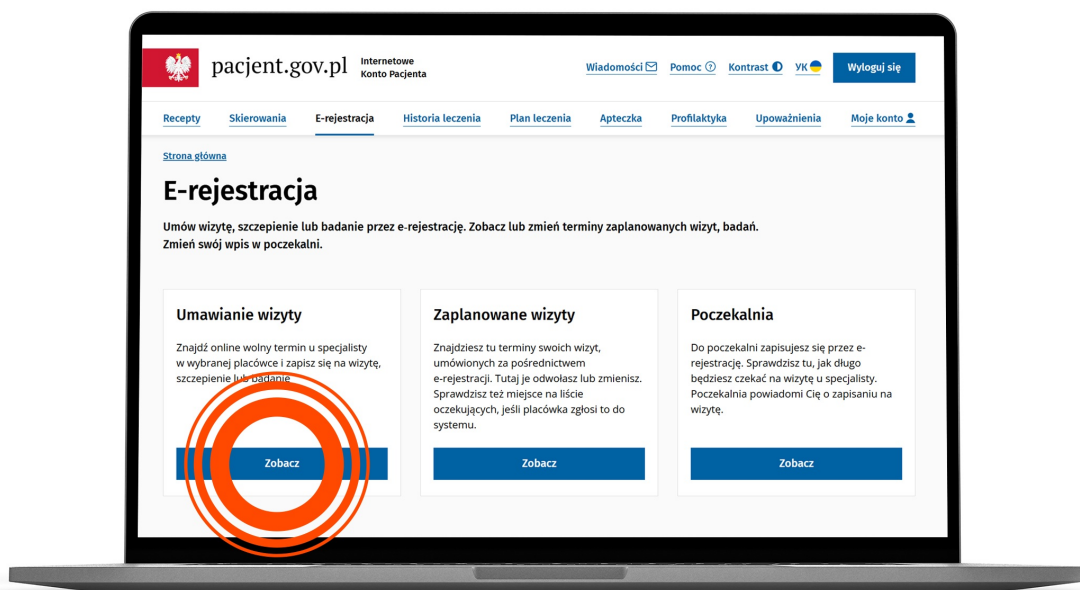 pacjent.gov.pl
Internetowe
Konto Pacjenta
Wiadomości
Pomoc
Kontrast
УК
Wyloguj się
Recepty
Skierowania
E-rejestracja
Historia leczenia
Plan leczenia
Apteczka
Profilaktyka
Upoważnienia
Moje konto
Strona główna
E-rejestracja
Umów wizytę, szczepienie lub badanie przez e-rejestrację. Zobacz lub zmień terminy zaplanowanych wizyt, badań.
Zmień swój wpis w poczekalni.
Umawianie wizyty
Znajdź online wolny termin u specjalisty
w wybranej placówce i zapisz się na wizytę,
szczepienie lub badanie
Zobacz
Zaplanowane wizyty
Znajdziesz tu terminy swoich wizyt,
umówionych za pośrednictwem
e-rejestracji. Tutaj je odwołasz lub zmienisz.
Sprawdzisz też miejsce na liście
oczekujących, jeśli placówka zgłosi to do
systemu.
Zobacz
Poczekalnia
Do poczekalni zapisujesz się przez e-
rejestrację. Sprawdzisz tu, jak długo
będziesz czekać na wizytę u specjalisty.
Poczekalnia powiadomi Cię o zapisaniu na
wizytę.
Zobacz